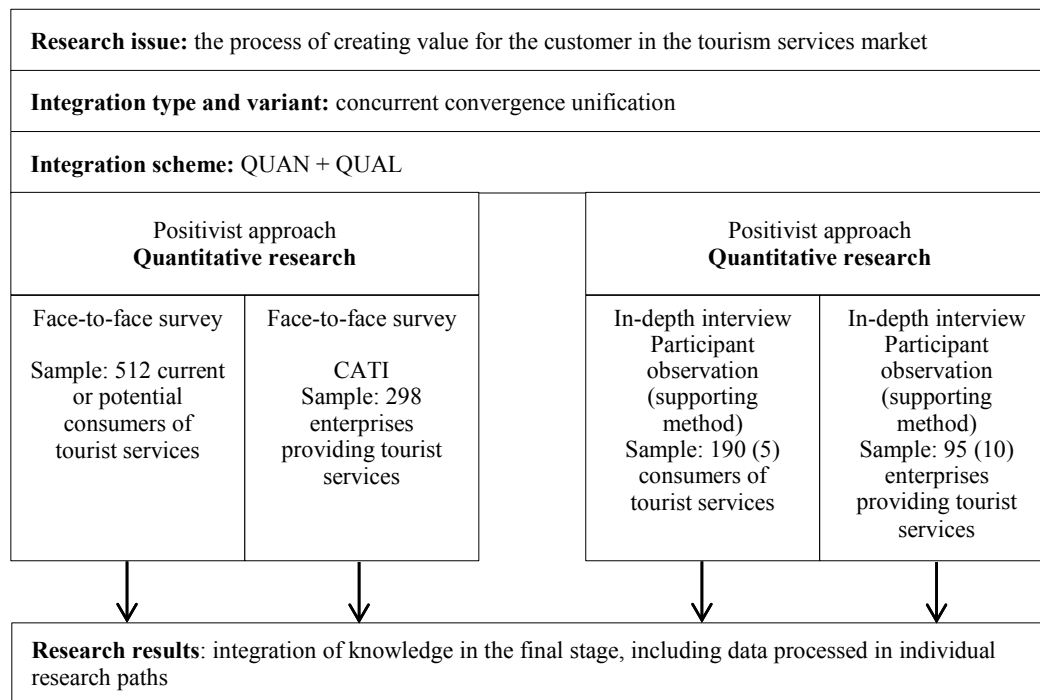 Research issue: the process of creating value for the customer in the tourism services market
Integration type and variant: concurrent convergence unification
Integration scheme: QUAN + QUAL
Positivist approach
Quantitative research
Face-to-face survey
Sample: 512 current
or potential
consumers of
tourist services
Face-to-face survey
CATI
Sample: 298
enterprises
providing tourist
services
Positivist approach
Quantitative research
In-depth interview
Participant
observation
(supporting
method)
Sample: 190 (5)
consumers of
tourist services
In-depth interview
Participant
observation
(supporting
method)
Sample: 95 (10)
enterprises
providing tourist
services
Research results: integration of knowledge in the final stage, including data processed in individual
research paths